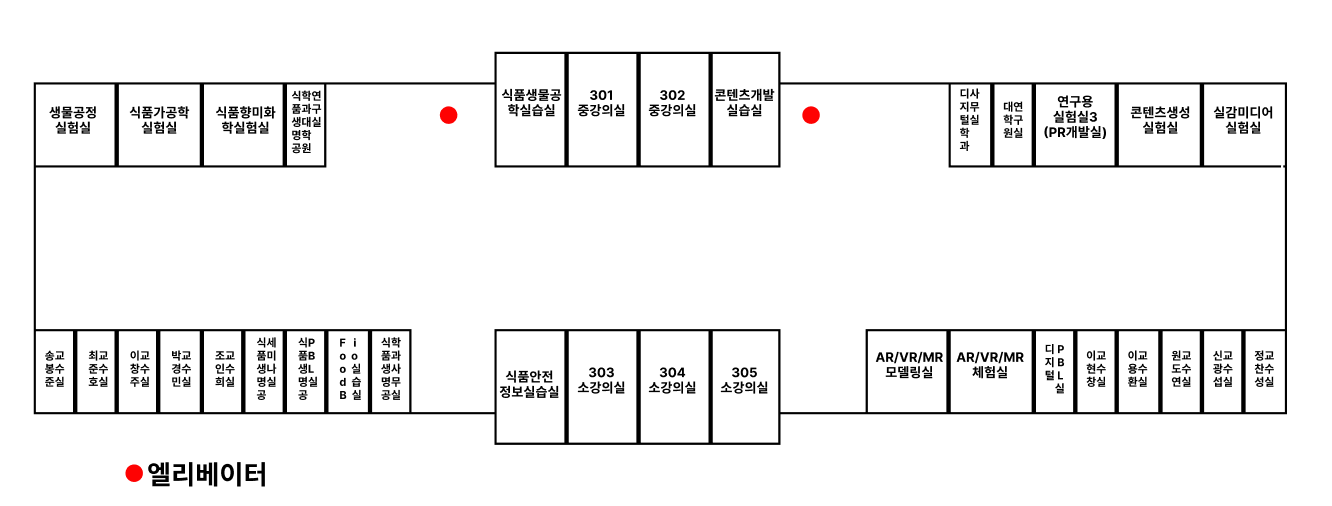 생물공정
실험실
식품가공학
실험실
식품향미화
학실험실
식품생명공
학과대학원
연구실
식품생물공
학실습실
301
중강의실
302
중강의실
콘텐츠개발
실습실
디지털학과
사무실
대학원
연구실
연구용
실험실3
(PR개발실)
콘텐츠생성
실험실
실감미디어
실험실
송봉준
교수실
최준호
교수실
이창주
교수실
박경민
교수실
조인희
교수실
식품생명공
세미나실
식품생명공
PBL실
FoodB
io실습실
식품생명공
학과사무실
식품안전
정보실습실
303
소강의실
304
소강의실
305
소강의실
AR/VR/MR
모델링실
AR/VR/MR
체험실
디지털
PBL실
이현창
교수실
이용환
교수실
원도연
교수실
신광섭
교수실
정찬성
교수실
엘리베이터